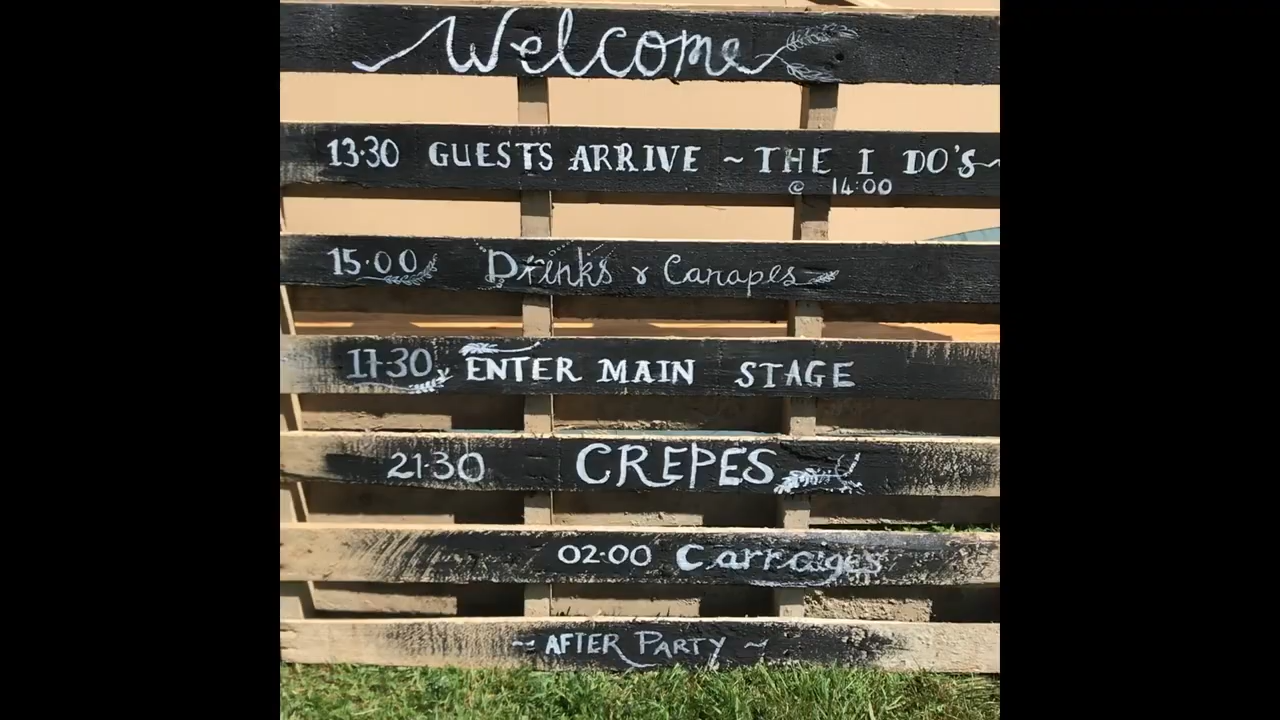 Welcome
13·30 GUESTS ARRIVE ~ THE I DO'S~
@ 14:00
15·00 Drinks & Canapes
17·30 ENTER MAIN STAGE
21·30 CREPES
02·00 Carraiges
~ AFTER PARTY ~